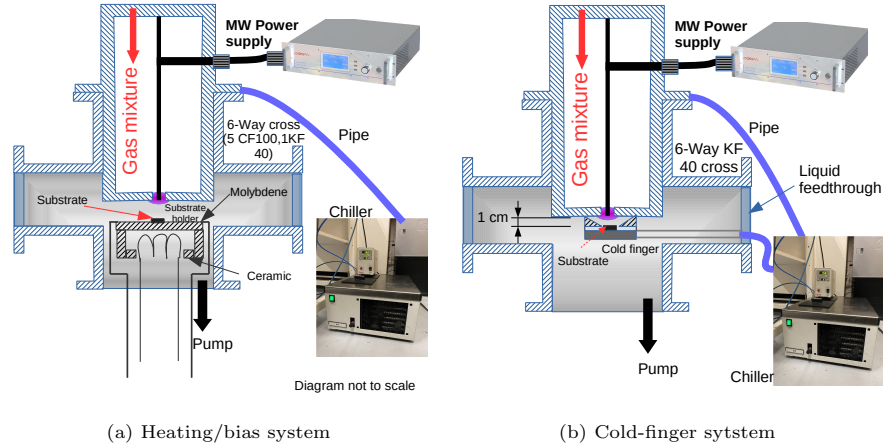 MW Power
supply
Gas mixture
6-Way cross
(5 CF100,1KF
40)
Pipe
Substrate
Substrate
holder
Molybdene
Chiller
Ceramic
Pump
Diagram not to scale
(a) Heating/bias system
MW Power
supply
Gas mixture
Pipe
6-Way KF
40 cross
Liquid
feedthrough
1 cm
Cold finger
Substrate
Pump
Chiller
(b) Cold-finger sytstem